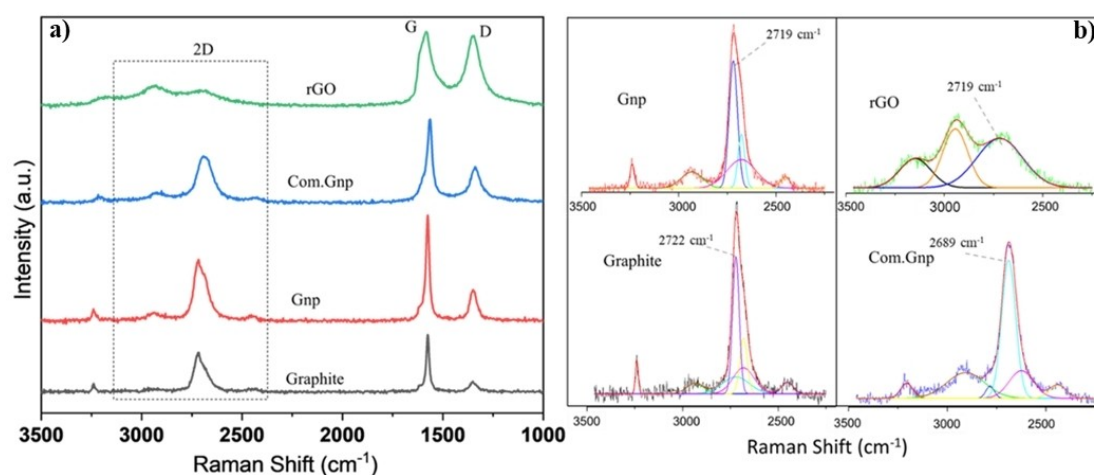 a)
G
D
2D
rGO
Com.Gnp
Gnp
Graphite
Intensity (a.u.)
3500 3000 2500 2000 1500 1000
Raman Shift (cm-1)
b)
2719 cm-1
Gnp
3500 3000 2500
2719 cm-1
rGO
3500 3000 2500
2722 cm-1
Graphite
3500 3000 2500
2689 cm-1
Com.Gnp
3500 3000 2500
Raman Shift (cm-1)